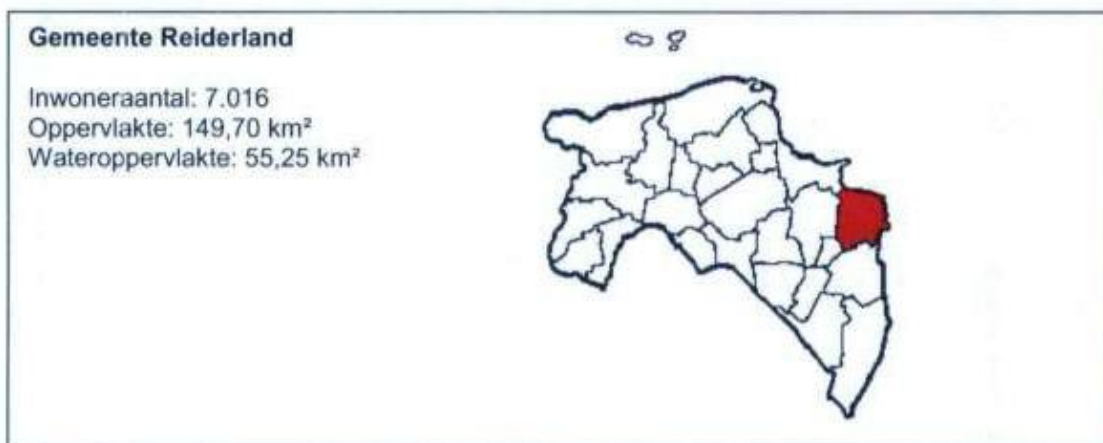 Gemeente Reiderland
Inwoneraantal: 7.016
Oppervlakte: 149,70 km²
Wateroppervlakte: 55,25 km²